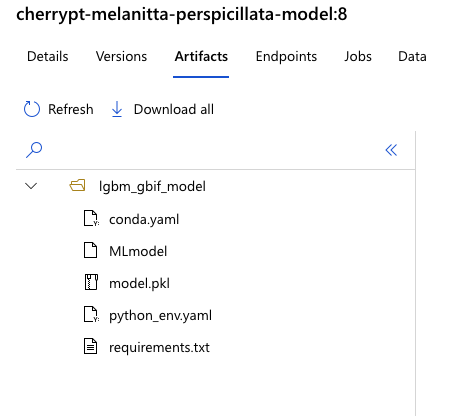 cherrypt-melanitta-perspicillata-model:8
Details Versions Artifacts Endpoints Jobs Data
Refresh Download all
lgbm_gbif_model
conda.yaml
MLmodel
model.pkl
python_env.yaml
requirements.txt